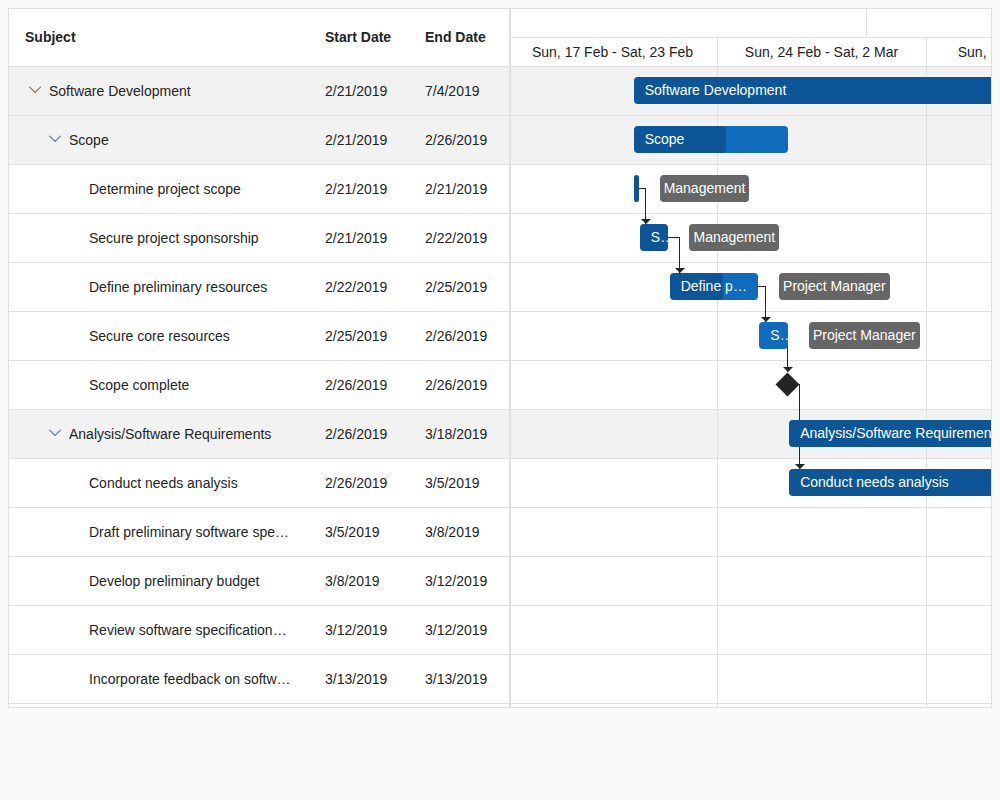 Subject Start Date End Date
Sun, 17 Feb - Sat, 23 Feb Sun, 24 Feb - Sat, 2 Mar Sun,
Software Development 2/21/2019 7/4/2019 Software Development
Scope 2/21/2019 2/26/2019 Scope
Determine project scope 2/21/2019 2/21/2019 Management
Secure project sponsorship 2/21/2019 2/22/2019 S… Management
Define preliminary resources 2/22/2019 2/25/2019 Define p… Project Manager
Secure core resources 2/25/2019 2/26/2019 S… Project Manager
Scope complete 2/26/2019 2/26/2019
Analysis/Software Requirements 2/26/2019 3/18/2019 Analysis/Software Requiremen
Conduct needs analysis 2/26/2019 3/5/2019 Conduct needs analysis
Draft preliminary software spe… 3/5/2019 3/8/2019
Develop preliminary budget 3/8/2019 3/12/2019
Review software specification… 3/12/2019 3/12/2019
Incorporate feedback on softw… 3/13/2019 3/13/2019